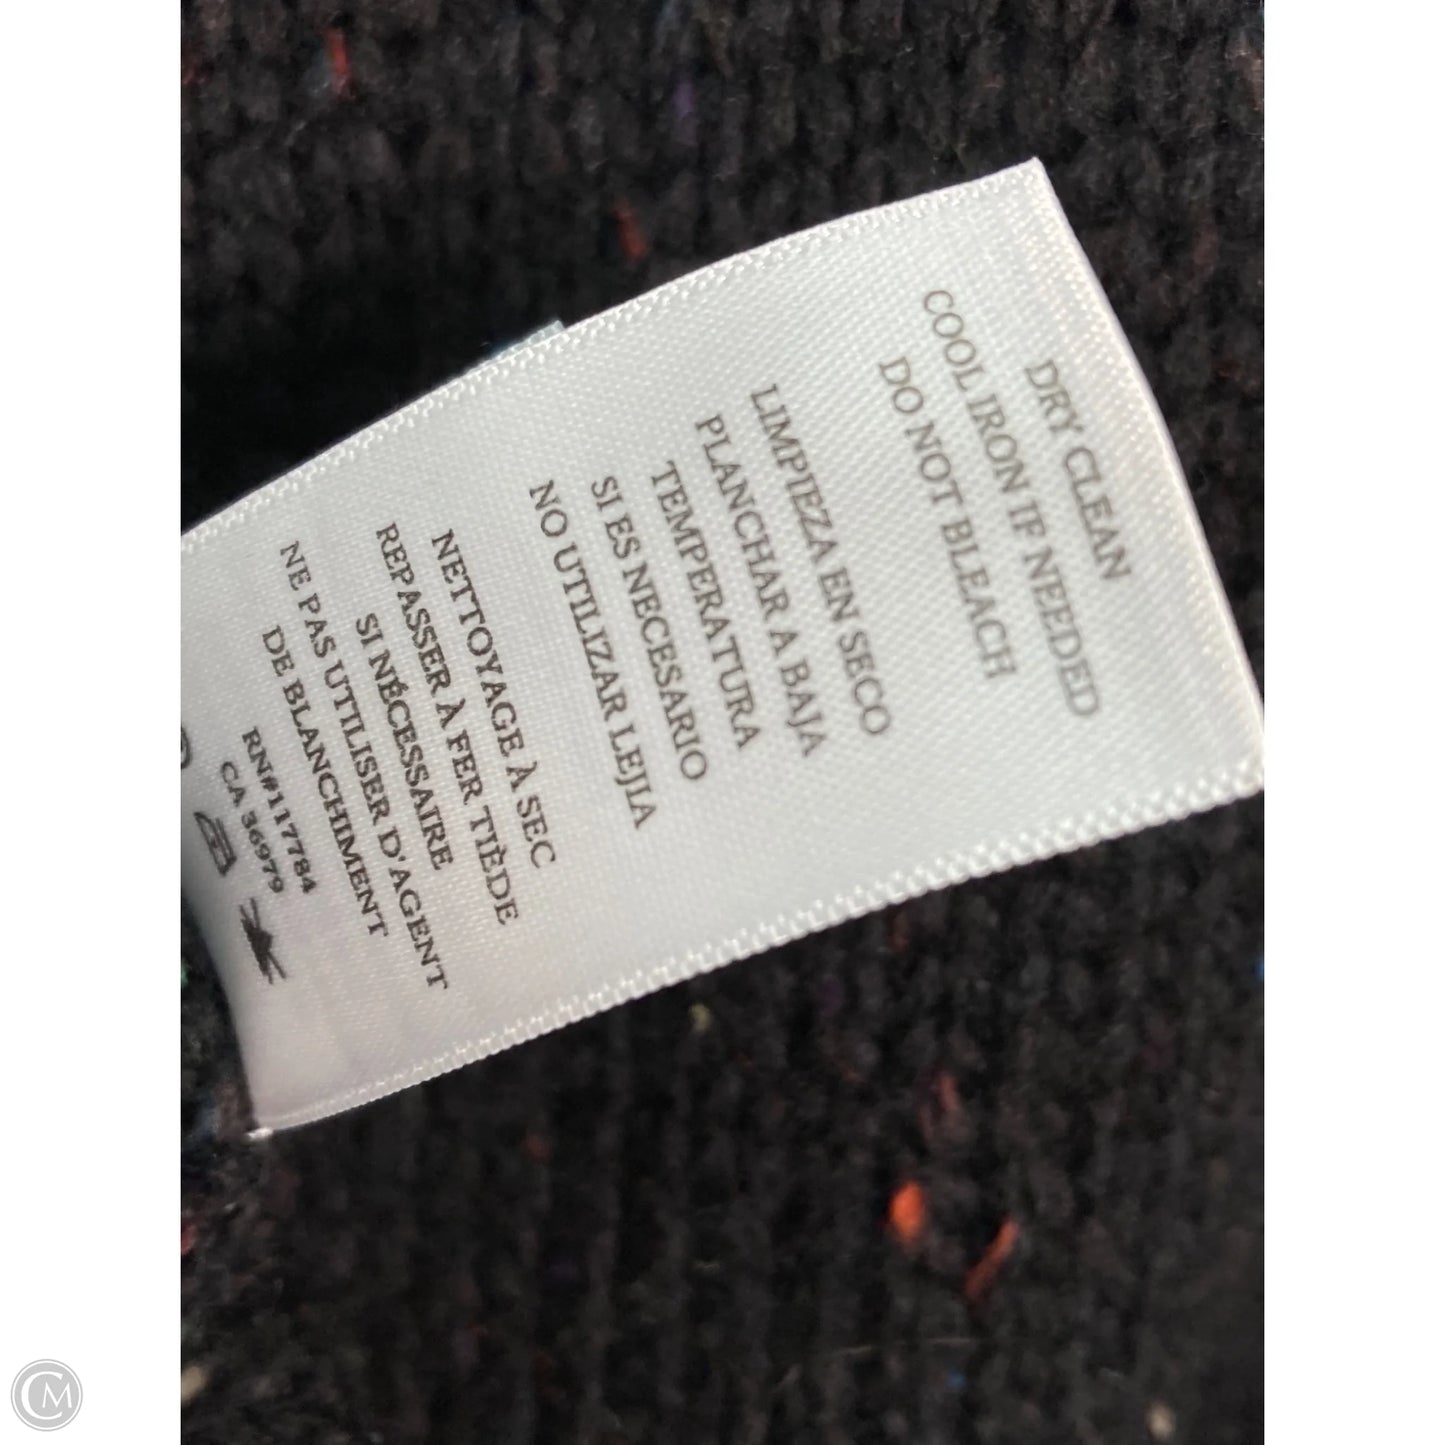 DRY CLEAN
COOL IRON IF NEEDED
DO NOT BLEACH
LIMPIEZA EN SECO
PLANCHAR A BAJA
TEMPERATURA
SI ES NECESARIO
NO UTILIZAR LEJIA
NETTOYAGE À SEC
REPASSER À FER TIÈDE
SI NÉCESSAIRE
NE PAS UTILISER D'AGENT
DE BLANCHIMENT
RN#117784
CA 36979
CM